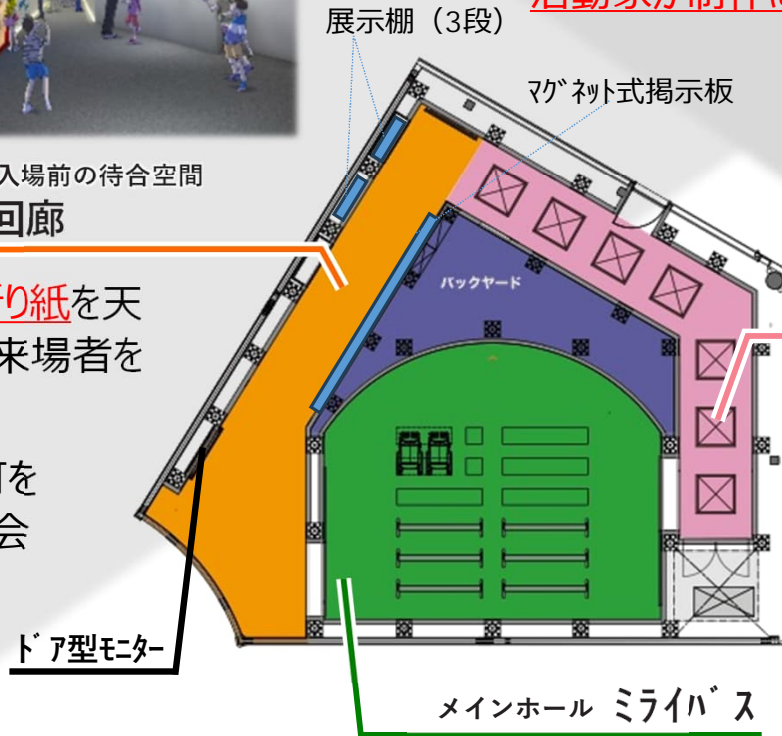 展示棚（3段）
マグネット式掲示板
入場前の待合空間
回廊
り紙を天
来場者を
を
会
バックヤード
ドア型モニター
メインホール ミライバス